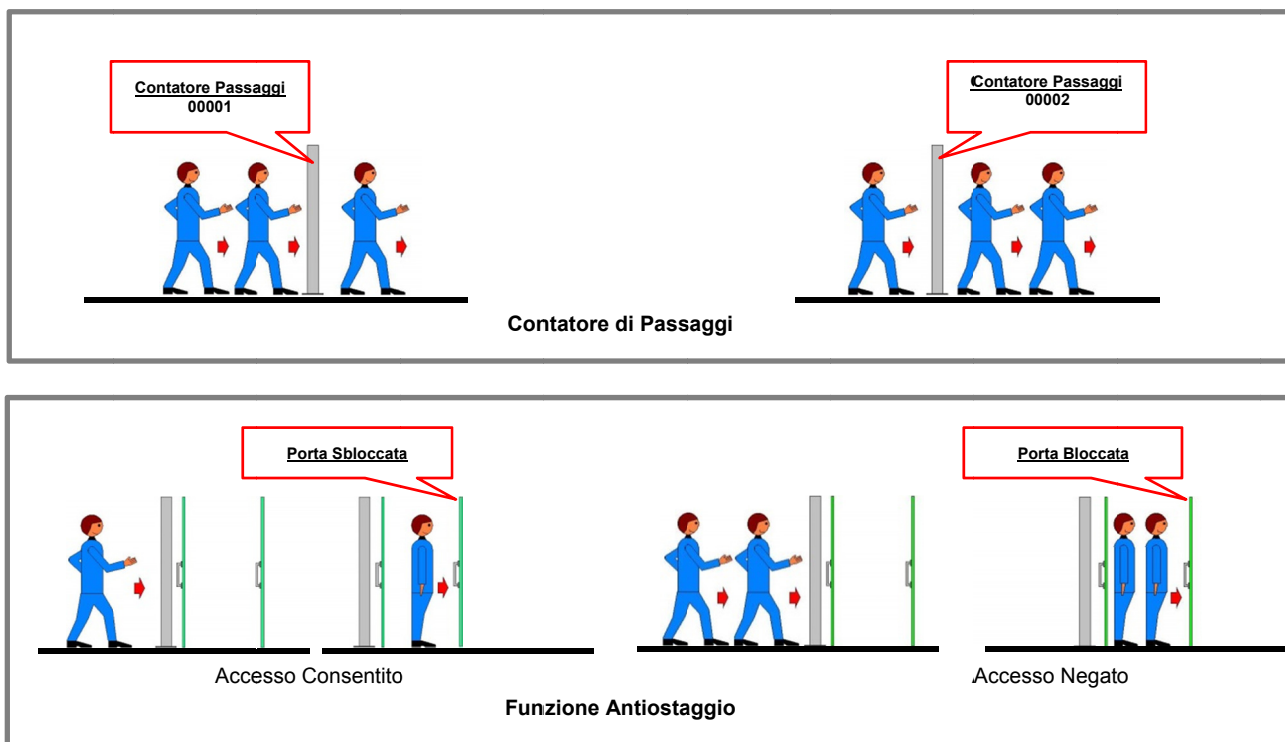 Contatore Passaggi
00001
Contatore Passaggi
00002
Contatore di Passaggi
Porta Sbloccata
Porta Bloccata
Accesso Consentito
Accesso Negato
Funzione Antiostaggio